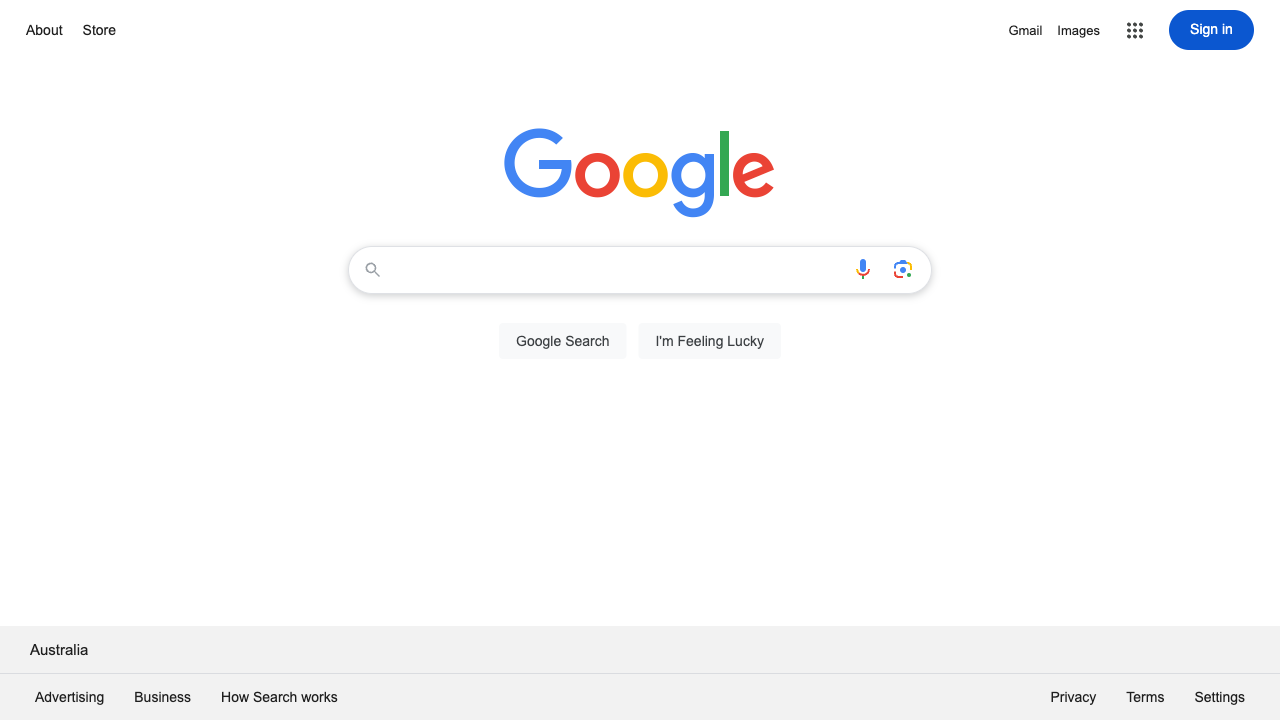 About Store Gmail Images Sign in
Google
Google Search I'm Feeling Lucky
Australia
Advertising Business How Search works Privacy Terms Settings